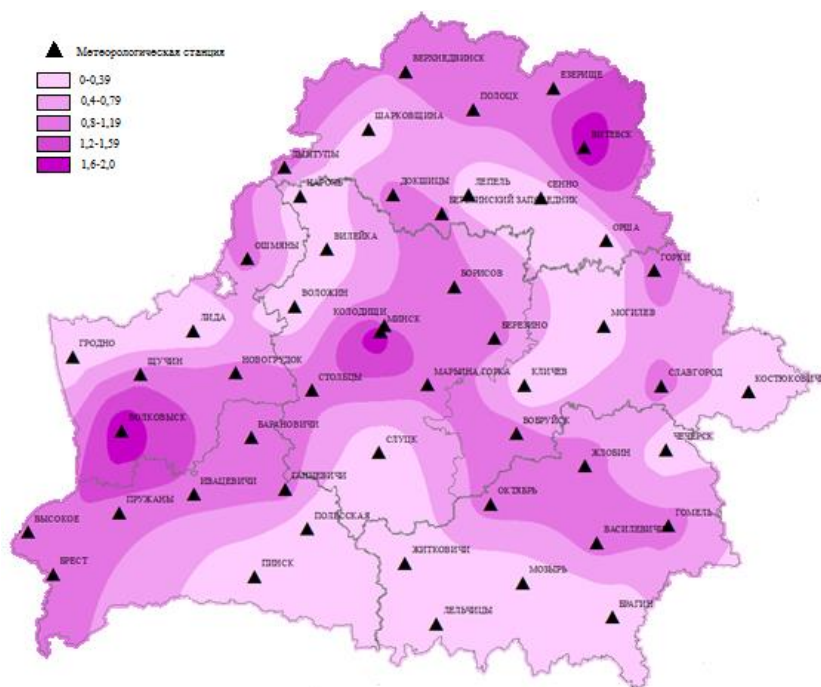 Метеорологическая станция
0-0,39
0,4-0,79
0,8-1,19
1,2-1,59
1,6-2,0
ВЕРХНЕДВИНСК
ЕЗЕРИЩЕ
ПОЛОЦК
ШАРКОВЩИНА
ВИТЕБСК
ЛЫНТУПЫ
НАРОЧЬ
ДОКШИЦЫ
ЛЕПЕЛЬ
СЕННО
БЕРЕЗИНСКИЙ ЗАПОВЕДНИК
ОРША
ВИЛЕЙКА
ОШМЯНЫ
ГОРКИ
БОРИСОВ
ВОЛОЖИН
КОЛОДИЩИ
МИНСК
МОГИЛЕВ
ЛИДА
БЕРЕЗИНО
ГРОДНО
ЩУЧИН
НОВОГРУДОК
СТОЛБЦЫ
МАРЬИНА ГОРКА
КЛИЧЕВ
СЛАВГОРОД
КОСТЮКОВИЧИ
ВОЛКОВЫСК
БАРАНОВИЧИ
БОБРУЙСК
СЛУЦК
ЧЕЧЕРСК
ЖЛОБИН
ГАНЦЕВИЧИ
ИВАЦЕВИЧИ
ПРУЖАНЫ
ОКТЯБРЬ
ВЫСОКОЕ
ПОЛЕССКАЯ
ГОМЕЛЬ
ВАСИЛЕВИЧИ
БРЕСТ
ПИНСК
ЖИТКОВИЧИ
МОЗЫРЬ
ЛЕЛЬЧИЦЫ
БРАГИН